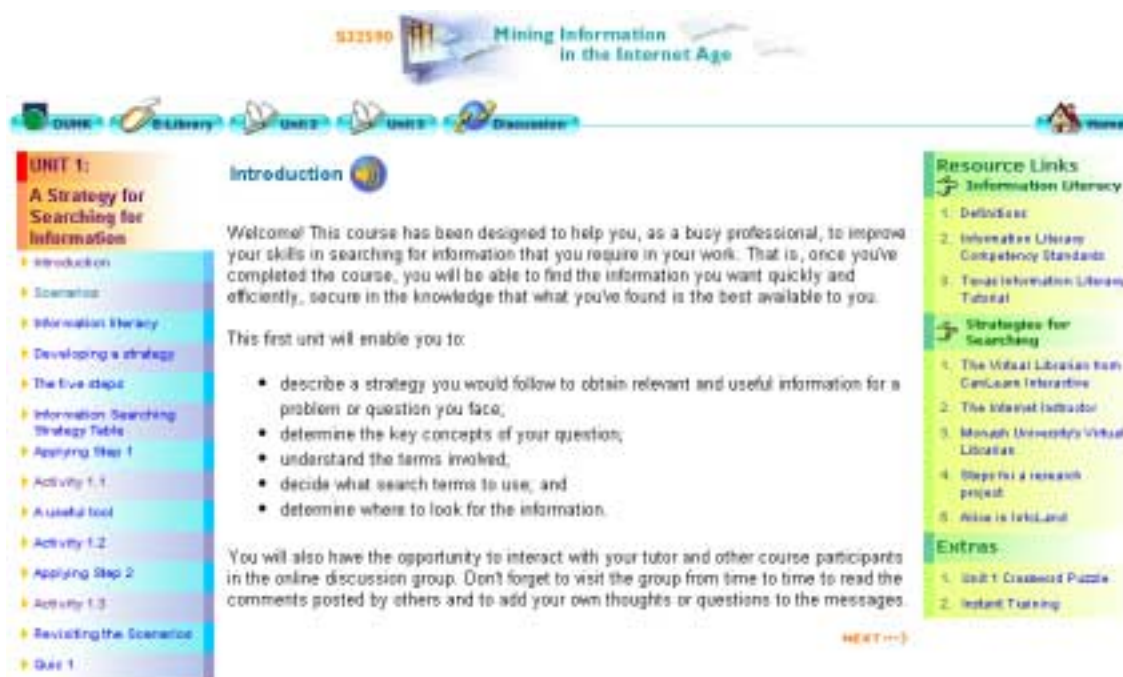 S32590
Mining Information
in the Internet Age
OUHK
E-Library
Unit 2
Unit 3
Discussion
Home
UNIT 1:
A Strategy for
Searching for
Information
Introduction
Scenarios
Information literacy
Developing a strategy
The five steps
Information Searching
Strategy Table
Applying Step 1
Activity 1.1
A useful tool
Activity 1.2
Applying Step 2
Activity 1.3
Revisiting the Scenarios
Quiz 1
Introduction
Welcome! This course has been designed to help you, as a busy professional, to improve
your skills in searching for information that you require in your work. That is, once you've
completed the course, you will be able to find the information you want quickly and
efficiently, secure in the knowledge that what you've found is the best available to you.
This first unit will enable you to:
• describe a strategy you would follow to obtain relevant and useful information for a
problem or question you face;
• determine the key concepts of your question;
• understand the terms involved;
• decide what search terms to use; and
• determine where to look for the information.
You will also have the opportunity to interact with your tutor and other course participants
in the online discussion group. Don't forget to visit the group from time to time to read the
comments posted by others and to add your own thoughts or questions to the messages.
NEXT --->
Resource Links
Information Literacy
1. Definitions
2. Information Literacy
Competency Standards
3. Texas Information Literacy
Tutorial
Strategies for
Searching
1. The Virtual Librarian from
CanLearn Interactive
2. The Internet Instructor
3. Monash University's Virtual
Librarian
4. Steps for a research
project
5. Alice in InfoLand
Extras
1. Unit 1 Crossword Puzzle
2. Instant Training